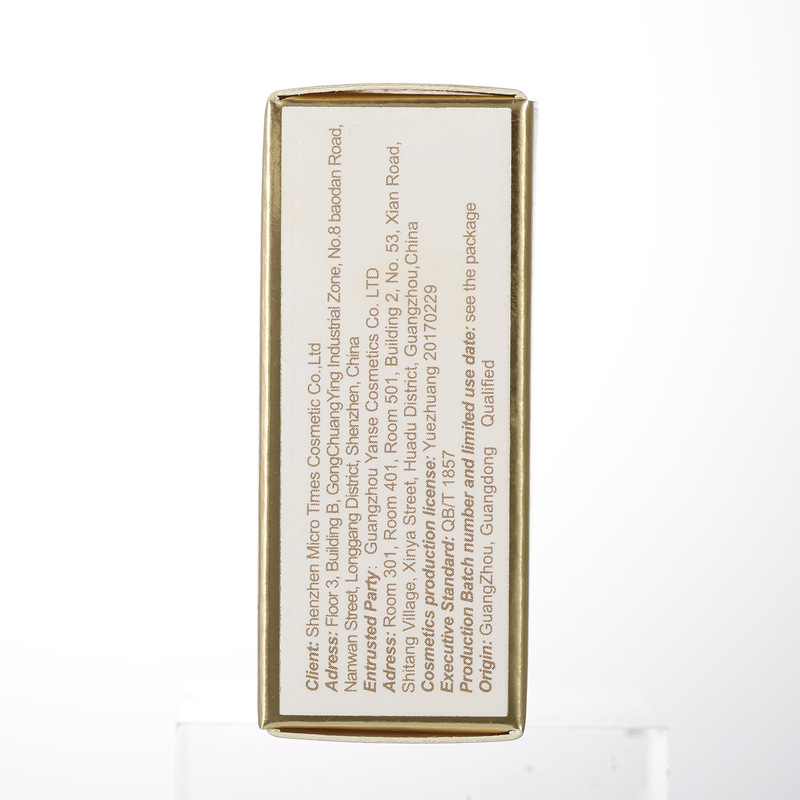 Client: Shenzhen Micro Times Cosmetic Co.,Ltd
Adress: Floor 3, Building B, GongChuangYing Industrial Zone, No.8 baodan Road,
Nanwan Street, Longgang District, Shenzhen, China
Entrusted Party: Guangzhou Yanse Cosmetics Co. LTD
Adress: Room 301, Room 401, Room 501, Building 2, No. 53, Xian Road,
Shitang Village, Xinya Street, Huadu District, Guangzhou,China
Cosmetics production license: Yuezhuang 20170229
Executive Standard: QB/T 1857
Production Batch number and limited use date: see the package
Origin: GuangZhou, Guangdong Qualified